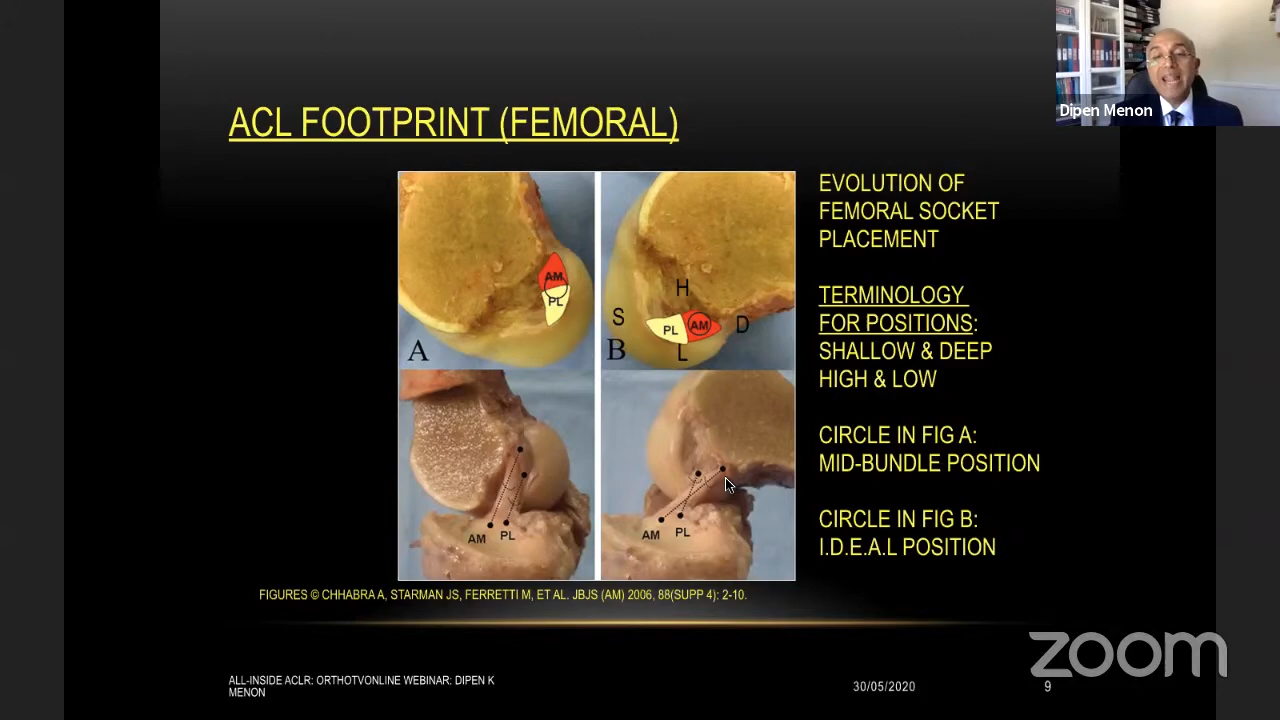 Dipen Menon
ACL FOOTPRINT (FEMORAL)
AM
PL
A
H
S
PL
AM
D
B
L
AM
PL
AM
PL
EVOLUTION OF
FEMORAL SOCKET
PLACEMENT
TERMINOLOGY
FOR POSITIONS:
SHALLOW & DEEP
HIGH & LOW
CIRCLE IN FIG A:
MID-BUNDLE POSITION
CIRCLE IN FIG B:
I.D.E.A.L POSITION
FIGURES © CHHABRA A, STARMAN JS, FERRETTI M, ET AL. JBJS (AM) 2006, 88(SUPP 4): 2-10.
zoom
ALL-INSIDE ACLR: ORTHOTVONLINE WEBINAR: DIPEN K
MENON
30/05/2020
9